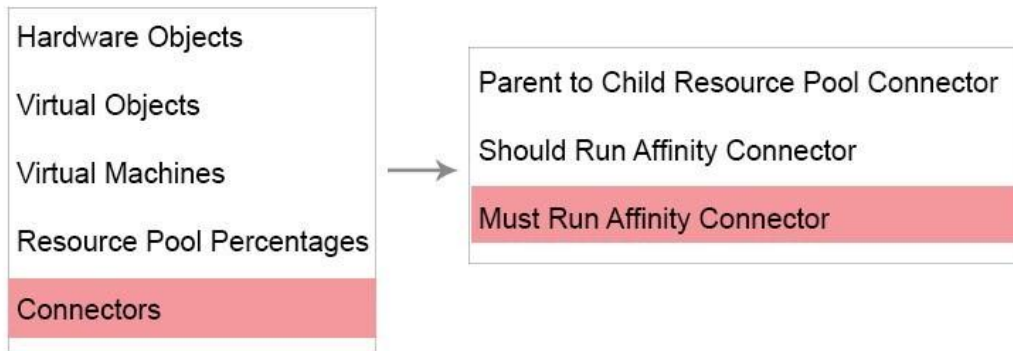 Hardware Objects
Virtual Objects
Virtual Machines
Resource Pool Percentages
Connectors
Parent to Child Resource Pool Connector
Should Run Affinity Connector
Must Run Affinity Connector